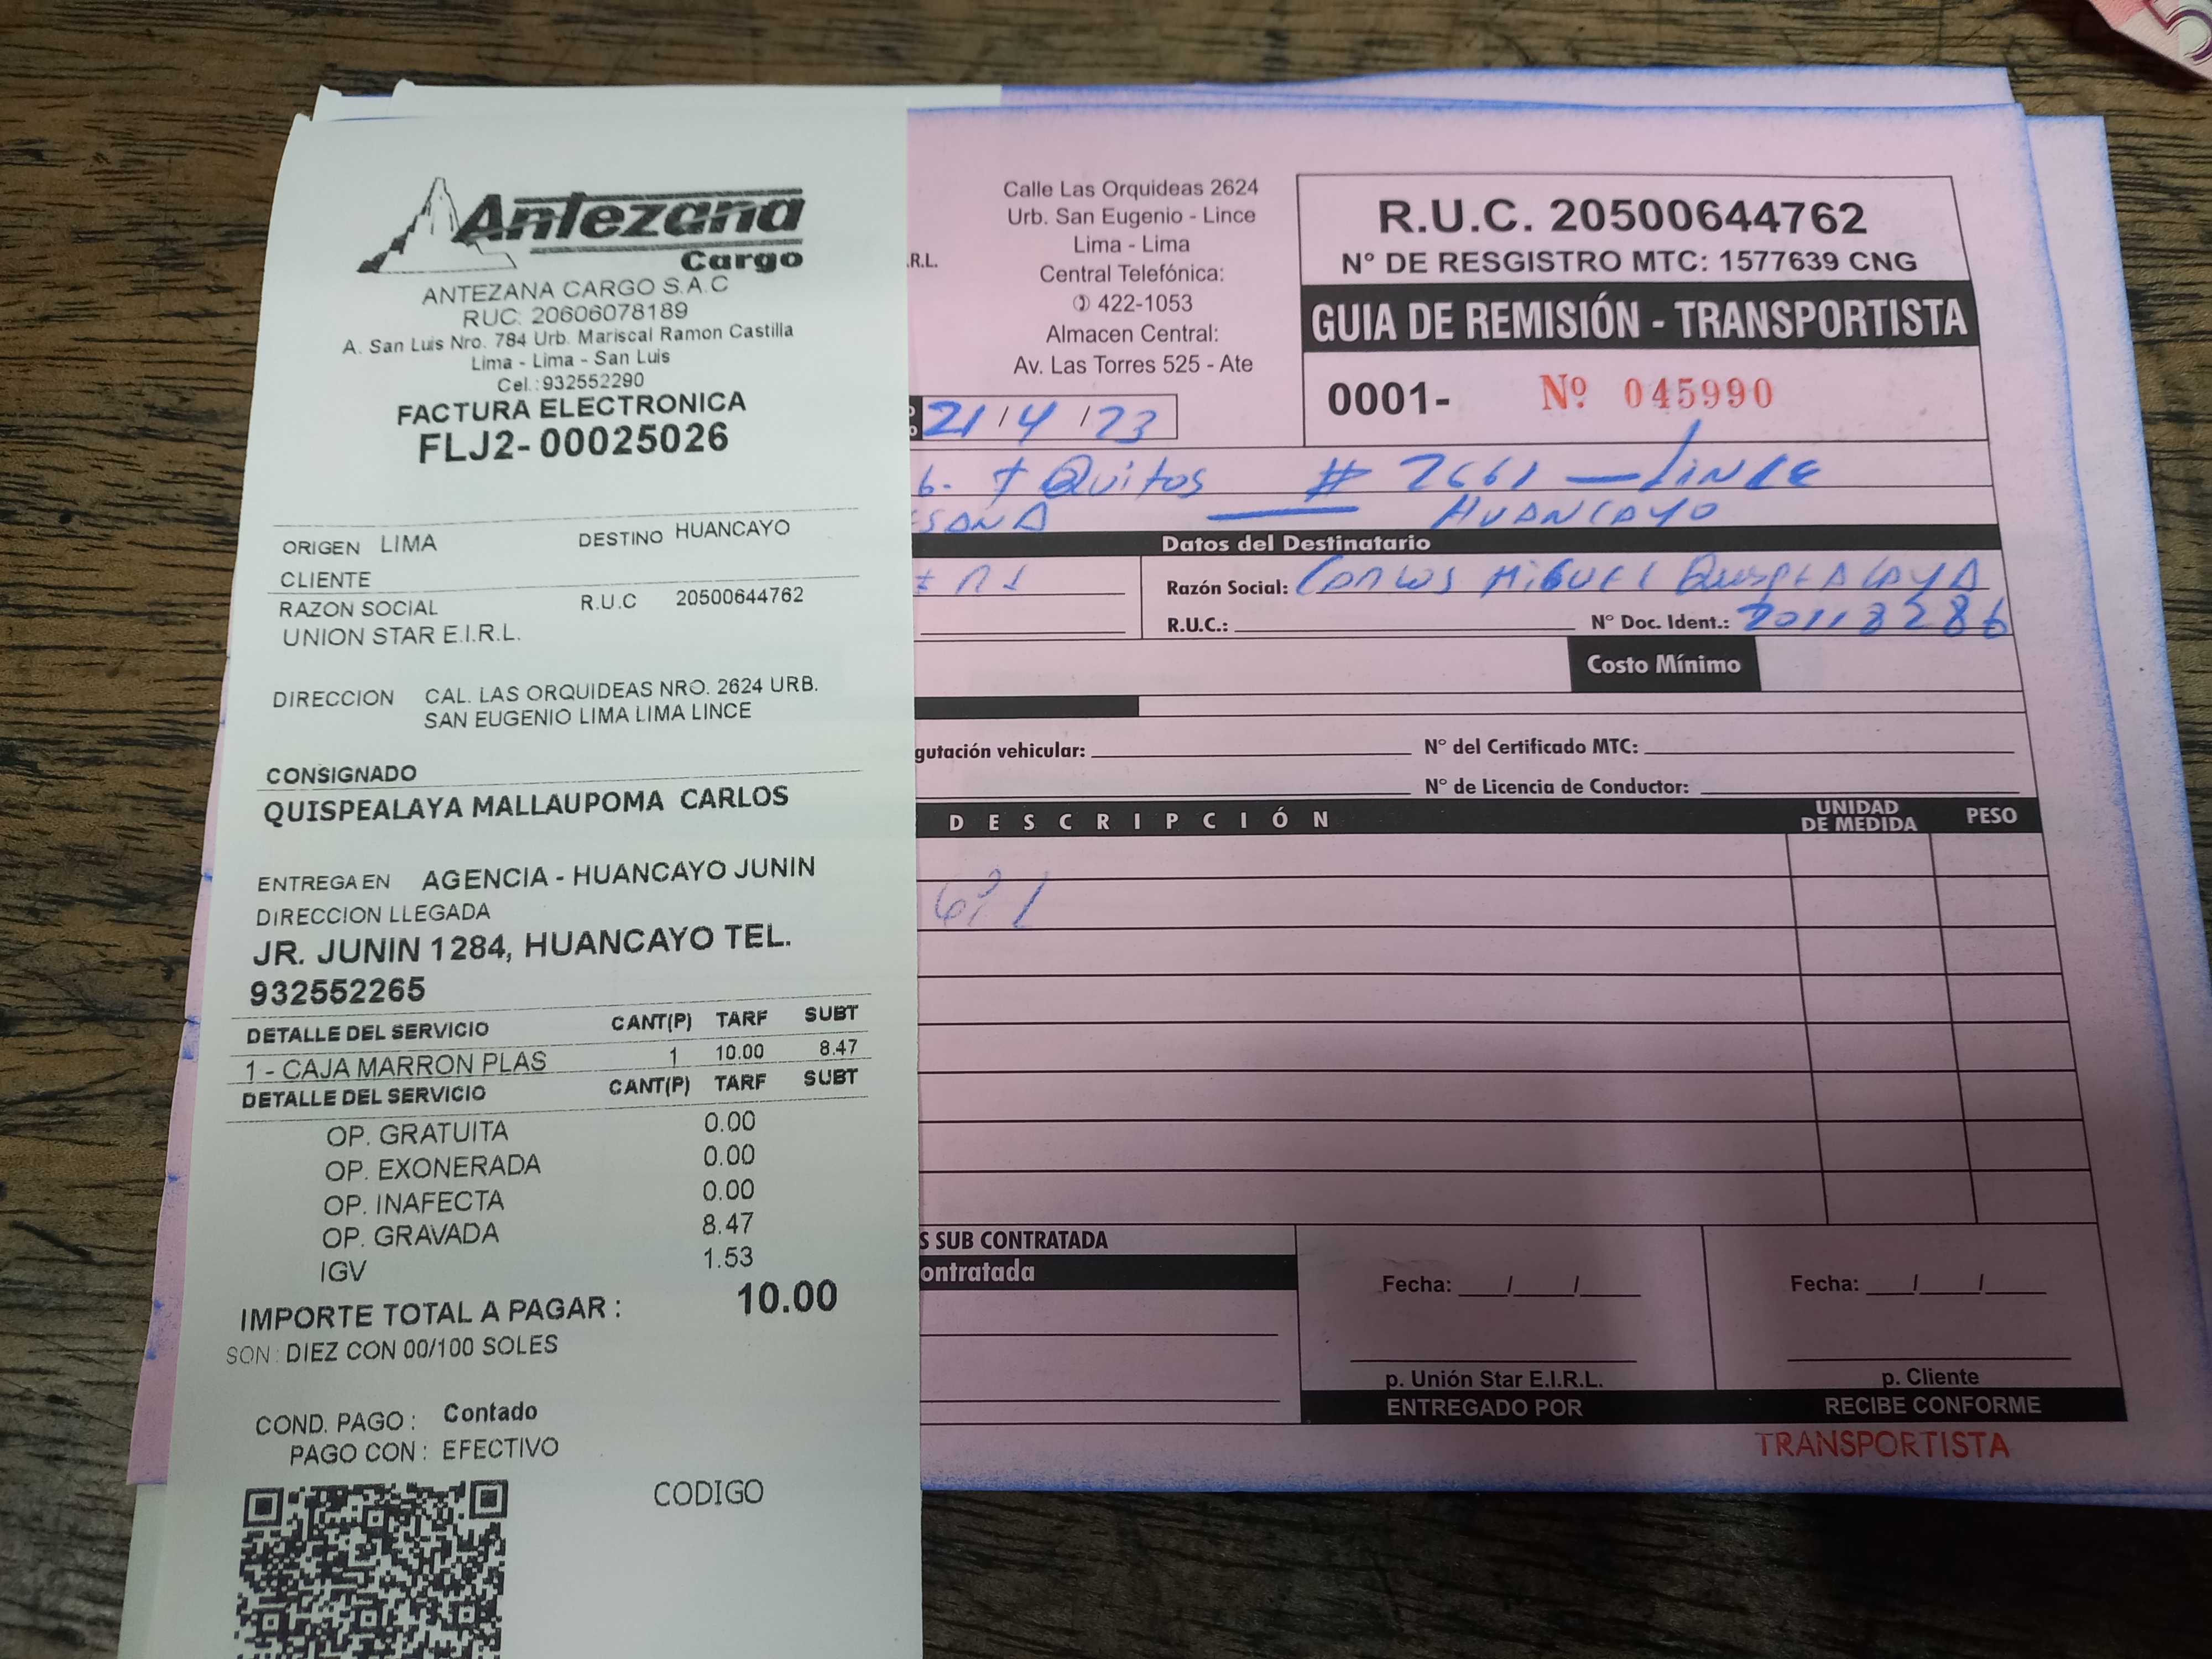 Antezana
Cargo
ANTEZANA CARGO S.A.C
RUC: 20606078189
A. San Luis Nro. 784 Urb. Mariscal Ramon Castilla
Lima - Lima - San Luis
Cel.:932552290
FACTURA ELECTRONICA
FLJ2- 00025026
ORIGEN LIMA DESTINO HUANCAYO
CLIENTE
RAZON SOCIAL R.U.C 20500644762
UNION STAR E.I.R.L.
DIRECCION CAL. LAS ORQUIDEAS NRO. 2624 URB.
SAN EUGENIO LIMA LIMA LINCE
CONSIGNADO
QUISPEALAYA MALLAUPOMA CARLOS
ENTREGA EN AGENCIA - HUANCAYO JUNIN
DIRECCION LLEGADA
JR. JUNIN 1284, HUANCAYO TEL.
932552265
DETALLE DEL SERVICIO CANT(P) TARF SUBT
1 - CAJA MARRON PLAS 1 10.00 8.47
DETALLE DEL SERVICIO CANT(P) TARF SUBT
OP. GRATUITA 0.00
OP. EXONERADA 0.00
OP. INAFECTA 0.00
OP. GRAVADA 8.47
IGV 1.53
IMPORTE TOTAL A PAGAR : 10.00
SON : DIEZ CON 00/100 SOLES
COND. PAGO : Contado
PAGO CON : EFECTIVO
CODIGO
.R.L.
Calle Las Orquideas 2624
Urb. San Eugenio - Lince
Lima - Lima
Central Telefónica:
422-1053
Almacen Central:
Av. Las Torres 525 - Ate
R.U.C. 20500644762
N° DE RESGISTRO MTC: 1577639 CNG
GUIA DE REMISIÓN - TRANSPORTISTA
0001- Nº 045990
21 / 4 / 23
Quitos # 2661 — Lince
HUANCAYO
Datos del Destinatario
Razón Social: Carlos Miguel Quispealaya
R.U.C.: N° Doc. Ident.: 20118286
Costo Mínimo
gutación vehicular: N° del Certificado MTC:
N° de Licencia de Conductor:
DESCRIPCIÓN UNIDAD DE MEDIDA PESO
S SUB CONTRATADA
ontratada
Fecha: / / Fecha: / /
p. Unión Star E.I.R.L. p. Cliente
ENTREGADO POR RECIBE CONFORME
TRANSPORTISTA
5